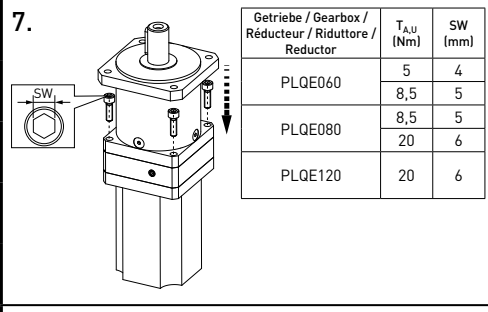 7.
SW
Getriebe / Gearbox /
Réducteur / Riduttore /
Reductor
TA,U
(Nm)
SW
(mm)
PLQE060
5 4
8,5 5
PLQE080
8,5 5
20 6
PLQE120
20 6